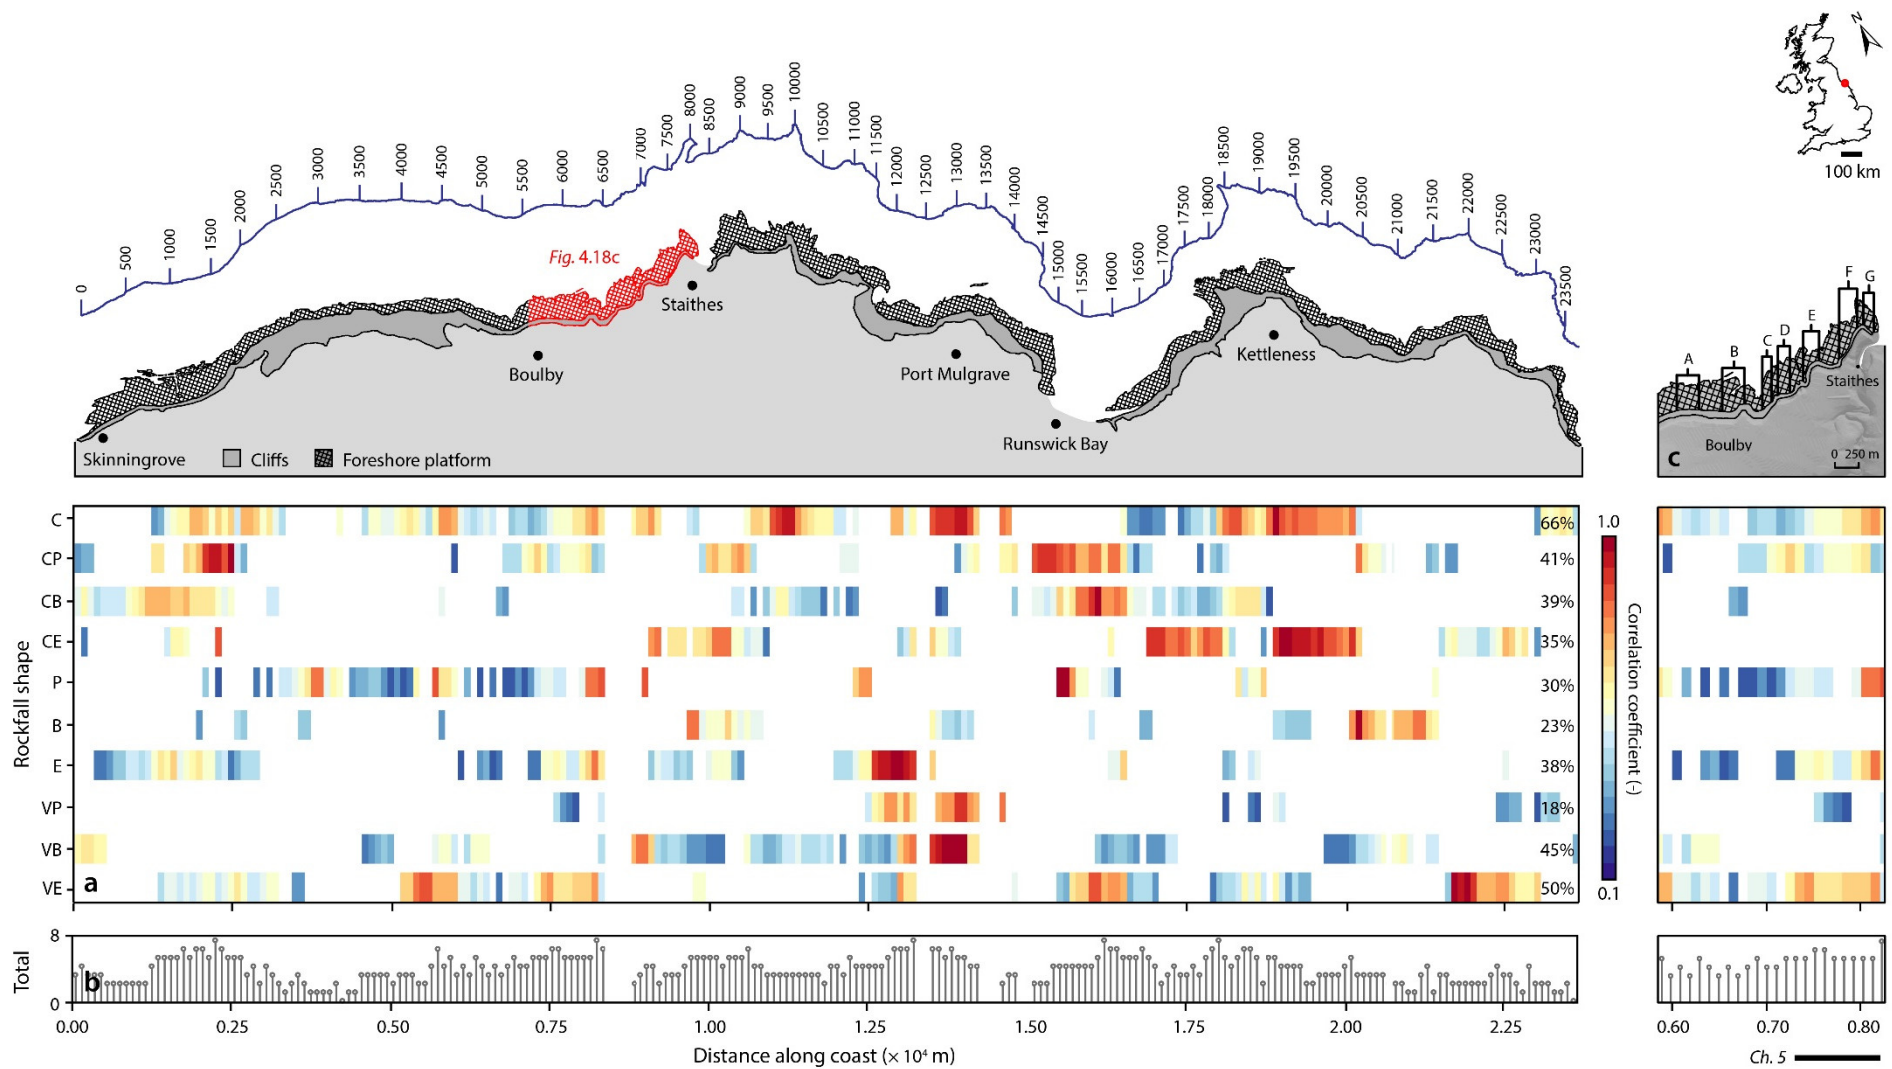 N
100 km
0
500
1000
1500
2000
2500
3000
3500
4000
4500
5000
5500
6000
6500
7000
7500
8000
8500
9000
9500
10000
10500
11000
11500
12000
12500
13000
13500
14000
14500
15000
15500
16000
16500
17000
17500
18000
18500
19000
19500
20000
20500
21000
21500
22000
22500
23000
23500
Fig. 4.18c
Staithes
Boulby
Port Mulgrave
Kettleness
Runswick Bay
Skinningrove
Cliffs
Foreshore platform
A
B
C
D
E
F
G
Staithes
Boulby
0 250 m
c
Rockfall shape
C
CP
CB
CE
P
B
E
VP
VB
VE
66%
41%
39%
35%
30%
23%
38%
18%
45%
50%
a
1.0
Correlation coefficient (-)
0.1
Total
8
0
b
0.00 0.25 0.50 0.75 1.00 1.25 1.50 1.75 2.00 2.25
Distance along coast (× 10⁴ m)
0.60 0.70 0.80
Ch. 5